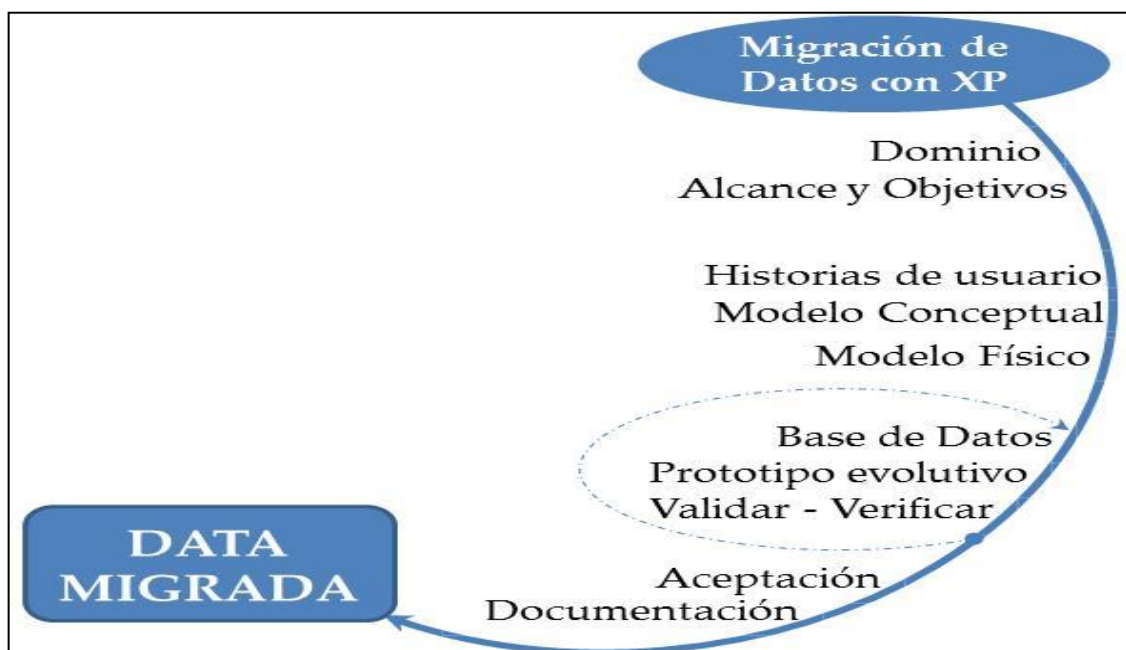 Migración de
Datos con XP
Dominio
Alcance y Objetivos
Historias de usuario
Modelo Conceptual
Modelo Físico
Base de Datos
Prototipo evolutivo
Validar - Verificar
Aceptación
Documentación
DATA
MIGRADA